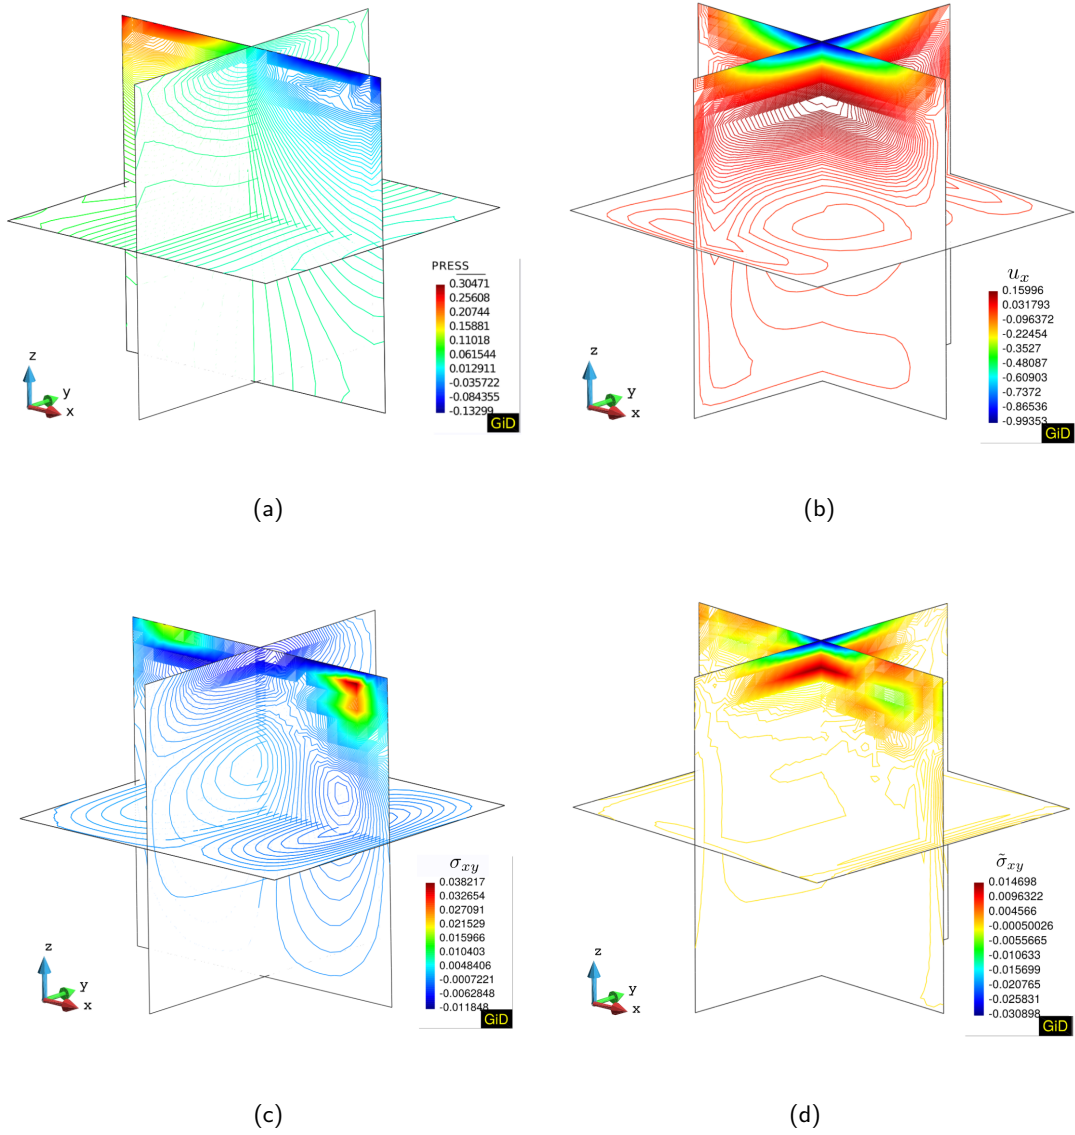 PRESS
0.30471
0.25608
0.20744
0.15881
0.11018
0.061544
0.012911
-0.035722
-0.084355
-0.13299
z
y
x
GiD
(a)
u_x
0.15996
0.031793
-0.096372
-0.22454
-0.3527
-0.48087
-0.60903
-0.7372
-0.86536
-0.99353
z
y
x
GiD
(b)
σ_xy
0.038217
0.032654
0.027091
0.021529
0.015966
0.010403
0.0048406
-0.0007221
-0.0062848
-0.011848
z
y
x
GiD
(c)
σ̃_xy
0.014698
0.0096322
0.004566
-0.00050026
-0.0055665
-0.010633
-0.015699
-0.020765
-0.025831
-0.030898
z
y
x
GiD
(d)